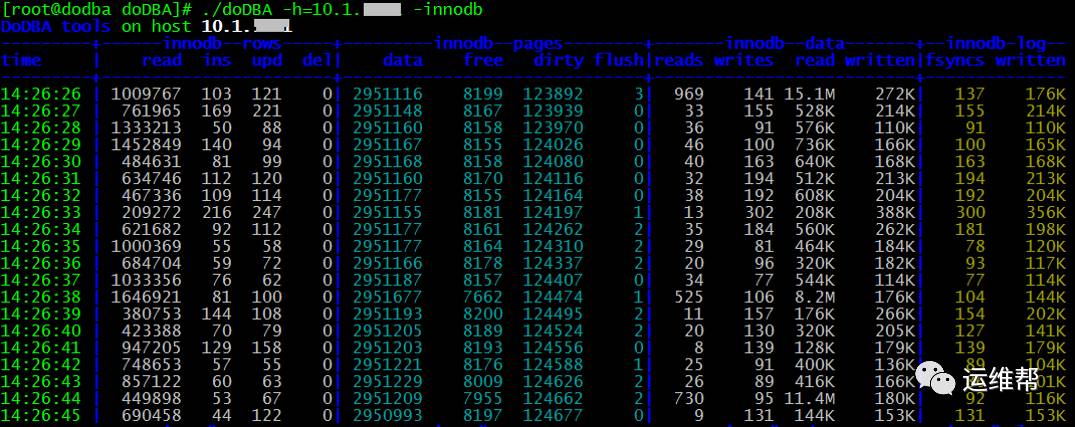 [root@dodba doDBA]# ./doDBA -h=10.1. -innodb
DoDBA tools on host 10.1.
----------+-------innodb--rows-------+----------innodb--pages----------+--------innodb--data--------+--innodb-log--
time | read ins upd del| data free dirty flush|reads writes read written|fsyncs written
14:26:26 | 1009767 103 121 0| 2951116 8199 123892 3| 969 141 15.1M 272K| 137 176K
14:26:27 | 761965 169 221 0| 2951148 8167 123939 0| 33 155 528K 214K| 155 214K
14:26:28 | 1333213 50 88 0| 2951160 8158 123970 0| 36 91 576K 110K| 91 110K
14:26:29 | 1452849 140 94 0| 2951167 8155 124026 0| 46 100 736K 166K| 100 165K
14:26:30 | 484631 81 99 0| 2951168 8158 124080 0| 40 163 640K 168K| 163 168K
14:26:31 | 634746 112 120 0| 2951160 8170 124116 0| 32 194 512K 213K| 194 213K
14:26:32 | 467336 109 114 0| 2951177 8155 124164 0| 38 192 608K 204K| 192 204K
14:26:33 | 209272 216 247 0| 2951155 8181 124197 1| 13 302 208K 388K| 300 356K
14:26:34 | 621682 92 112 0| 2951177 8161 124262 2| 35 184 560K 262K| 181 198K
14:26:35 | 1000369 55 58 0| 2951177 8164 124310 2| 29 81 464K 184K| 78 120K
14:26:36 | 684704 59 72 0| 2951166 8178 124337 2| 20 96 320K 182K| 93 117K
14:26:37 | 1033356 76 62 0| 2951187 8157 124407 0| 34 77 544K 114K| 77 114K
14:26:38 | 1646921 81 100 0| 2951677 7662 124474 1| 525 106 8.2M 176K| 104 144K
14:26:39 | 380753 144 108 0| 2951193 8200 124495 2| 11 157 176K 266K| 154 202K
14:26:40 | 423388 70 79 0| 2951205 8189 124524 2| 20 130 320K 205K| 127 141K
14:26:41 | 947205 129 158 0| 2951203 8193 124556 0| 8 139 128K 179K| 139 179K
14:26:42 | 748653 57 55 0| 2951221 8176 124588 1| 25 91 400K 136K| 89 104K
14:26:43 | 857122 60 63 0| 2951229 8009 124626 2| 26 89 416K 166K|
14:26:44 | 449898 53 67 0| 2951209 7955 124662 2| 730 95 11.4M 180K| 92 116K
14:26:45 | 690458 44 122 0| 2950993 8197 124677 0| 9 131 144K 153K| 131 153K
运维帮